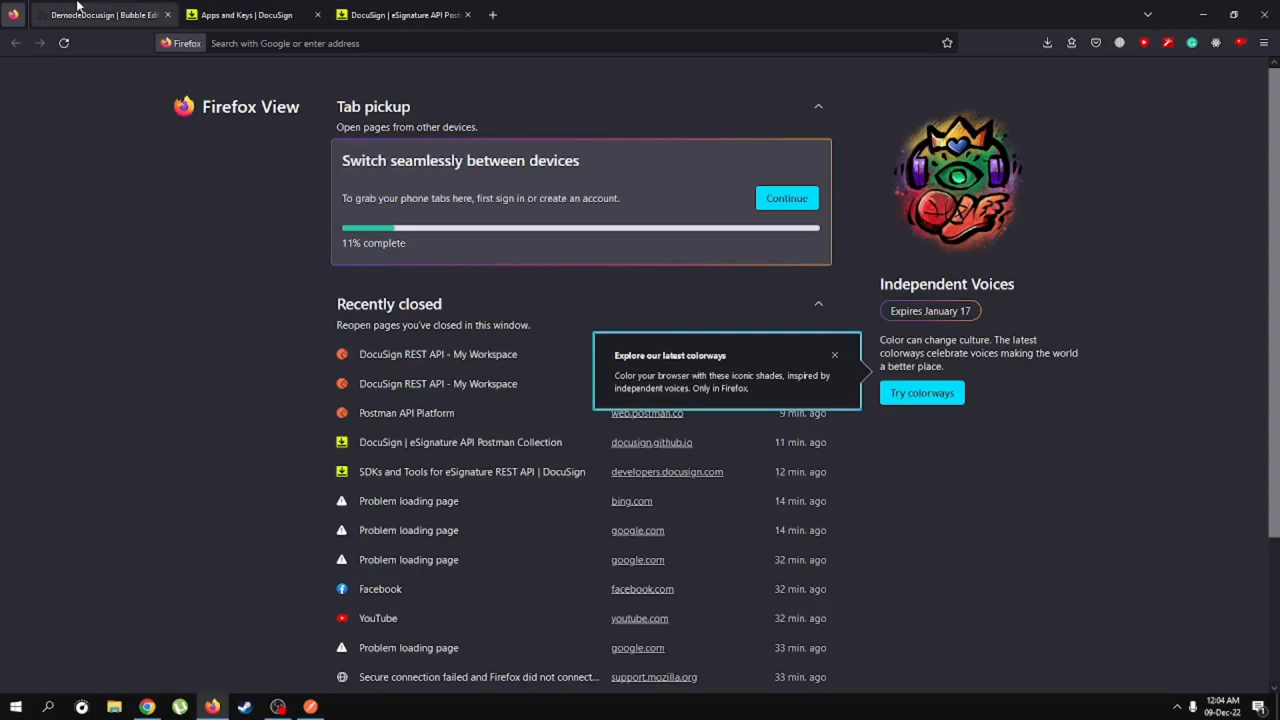 DemodeDocusign | Bubble Edi
Apps and Keys | DocuSign
DocuSign | eSignature API Post
Firefox
Search with Google or enter address
Firefox View
Tab pickup
Open pages from other devices.
Switch seamlessly between devices
To grab your phone tabs here, first sign in or create an account.
Continue
11% complete
Recently closed
Reopen pages you've closed in this window.
DocuSign REST API - My Workspace
DocuSign REST API - My Workspace
Postman API Platform web.postman.co 9 min. ago
DocuSign | eSignature API Postman Collection docusign.github.io 11 min. ago
SDKs and Tools for eSignature REST API | DocuSign developers.docusign.com 12 min. ago
Problem loading page bing.com 14 min. ago
Problem loading page google.com 14 min. ago
Problem loading page google.com 32 min. ago
Facebook facebook.com 32 min. ago
YouTube youtube.com 32 min. ago
Problem loading page google.com 33 min. ago
Secure connection failed and Firefox did not connect... support.mozilla.org 33 min. ago
Explore our latest colorways
Color your browser with these iconic shades, inspired by
independent voices. Only in Firefox.
Independent Voices
Expires January 17
Color can change culture. The latest
colorways celebrate voices making the world
a better place.
Try colorways
12:04 AM
09-Dec-22